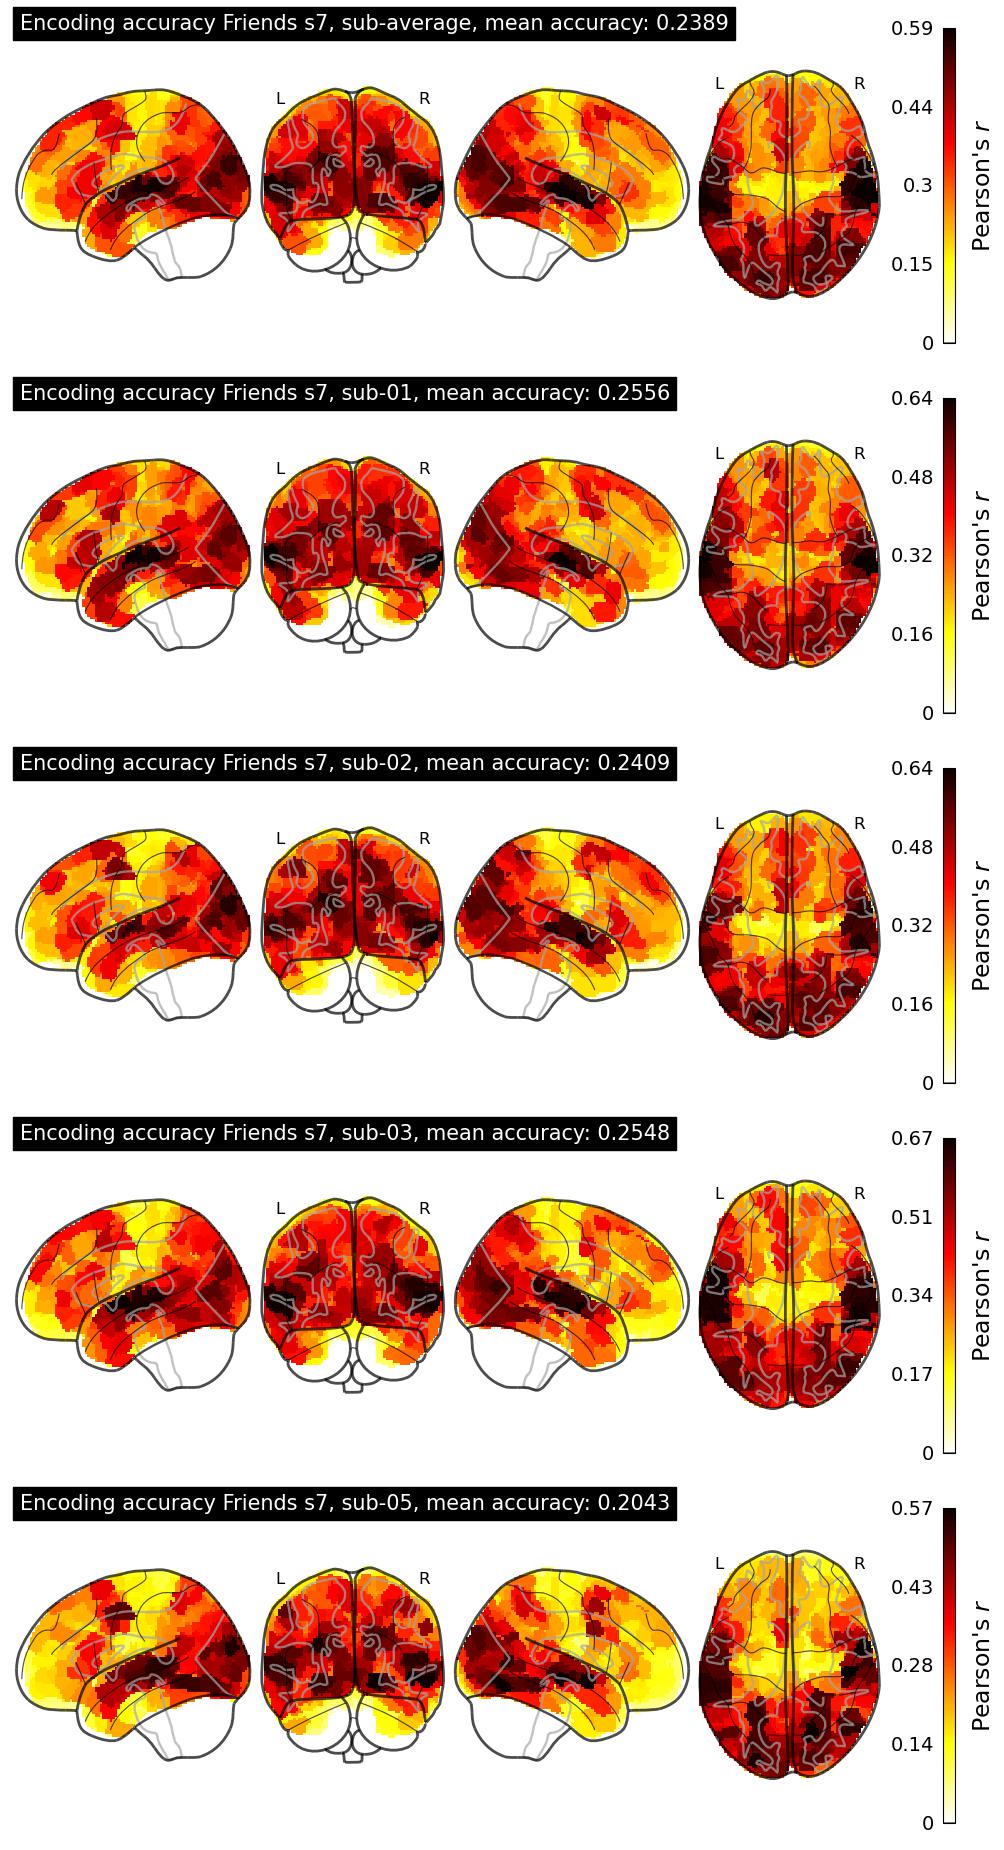 Encoding accuracy Friends s7, sub-average, mean accuracy: 0.2389
L R L R
0.59
0.44
0.3
0.15
0
Pearson's r
Encoding accuracy Friends s7, sub-01, mean accuracy: 0.2556
L R L R
0.64
0.48
0.32
0.16
0
Pearson's r
Encoding accuracy Friends s7, sub-02, mean accuracy: 0.2409
L R L R
0.64
0.48
0.32
0.16
0
Pearson's r
Encoding accuracy Friends s7, sub-03, mean accuracy: 0.2548
L R L R
0.67
0.51
0.34
0.17
0
Pearson's r
Encoding accuracy Friends s7, sub-05, mean accuracy: 0.2043
L R L R
0.57
0.43
0.28
0.14
0
Pearson's r